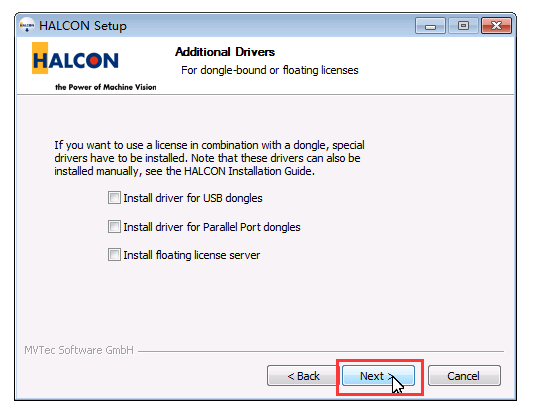 HALCON Setup
HALCON
the Power of Machine Vision
Additional Drivers
For dongle-bound or floating licenses
If you want to use a license in combination with a dongle, special
drivers have to be installed. Note that these drivers can also be
installed manually, see the HALCON Installation Guide.
Install driver for USB dongles
Install driver for Parallel Port dongles
Install floating license server
MVTec Software GmbH
< Back
Next >
Cancel